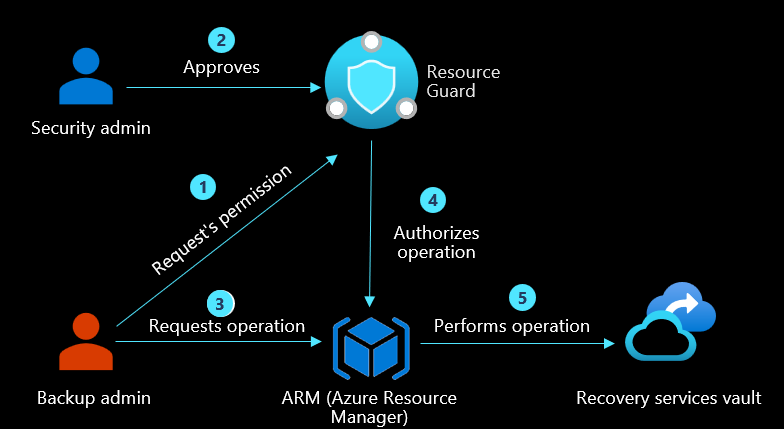 2
Approves
Security admin
Resource
Guard
1
Request's permission
4
Authorizes
operation
3
Requests operation
5
Performs operation
Backup admin
ARM (Azure Resource
Manager)
Recovery services vault